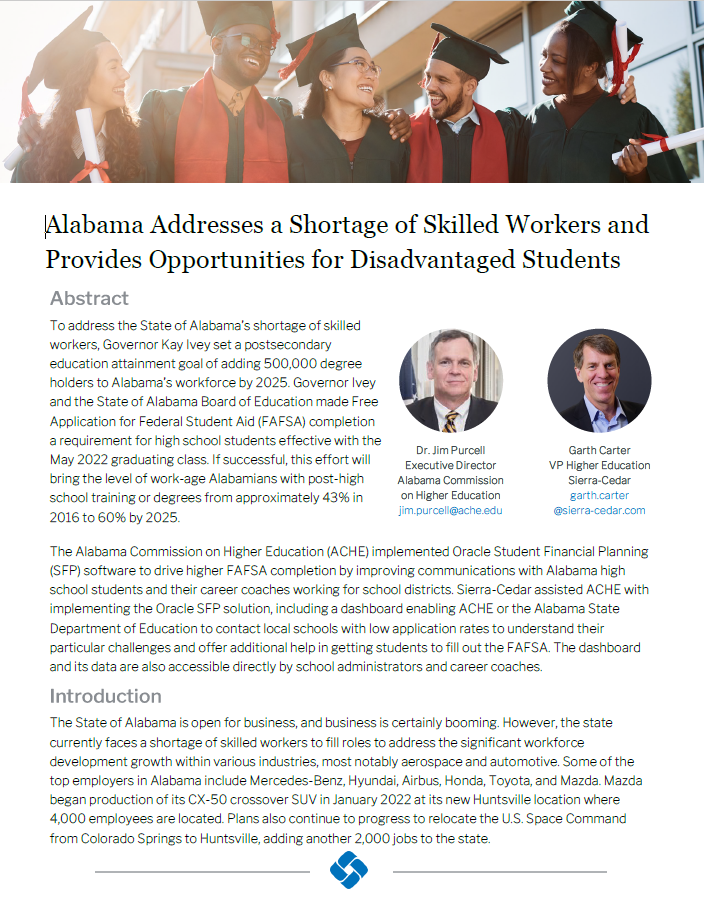 Alabama Addresses a Shortage of Skilled Workers and
Provides Opportunities for Disadvantaged Students
Abstract
To address the State of Alabama's shortage of skilled
workers, Governor Kay Ivey set a postsecondary
education attainment goal of adding 500,000 degree
holders to Alabama's workforce by 2025. Governor Ivey
and the State of Alabama Board of Education made Free
Application for Federal Student Aid (FAFSA) completion
a requirement for high school students effective with the
May 2022 graduating class. If successful, this effort will
bring the level of work-age Alabamians with post-high
school training or degrees from approximately 43% in
2016 to 60% by 2025.
Dr. Jim Purcell
Executive Director
Alabama Commission
on Higher Education
jim.purcell@ache.edu
Garth Carter
VP Higher Education
Sierra-Cedar
garth.carter
@sierra-cedar.com
The Alabama Commission on Higher Education (ACHE) implemented Oracle Student Financial Planning
(SFP) software to drive higher FAFSA completion by improving communications with Alabama high
school students and their career coaches working for school districts. Sierra-Cedar assisted ACHE with
implementing the Oracle SFP solution, including a dashboard enabling ACHE or the Alabama State
Department of Education to contact local schools with low application rates to understand their
particular challenges and offer additional help in getting students to fill out the FAFSA. The dashboard
and its data are also accessible directly by school administrators and career coaches.
Introduction
The State of Alabama is open for business, and business is certainly booming. However, the state
currently faces a shortage of skilled workers to fill roles to address the significant workforce
development growth within various industries, most notably aerospace and automotive. Some of the
top employers in Alabama include Mercedes-Benz, Hyundai, Airbus, Honda, Toyota, and Mazda. Mazda
began production of its CX-50 crossover SUV in January 2022 at its new Huntsville location where
4,000 employees are located. Plans also continue to progress to relocate the U.S. Space Command
from Colorado Springs to Huntsville, adding another 2,000 jobs to the state.